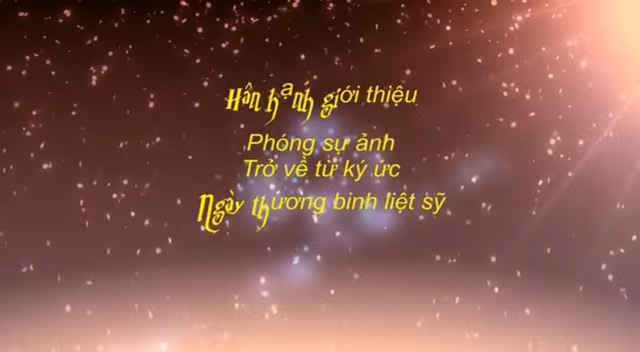 Hân hạnh giới thiệu
Phóng sự ảnh
Trở về từ ký ức
Ngày thương binh liệt sỹ